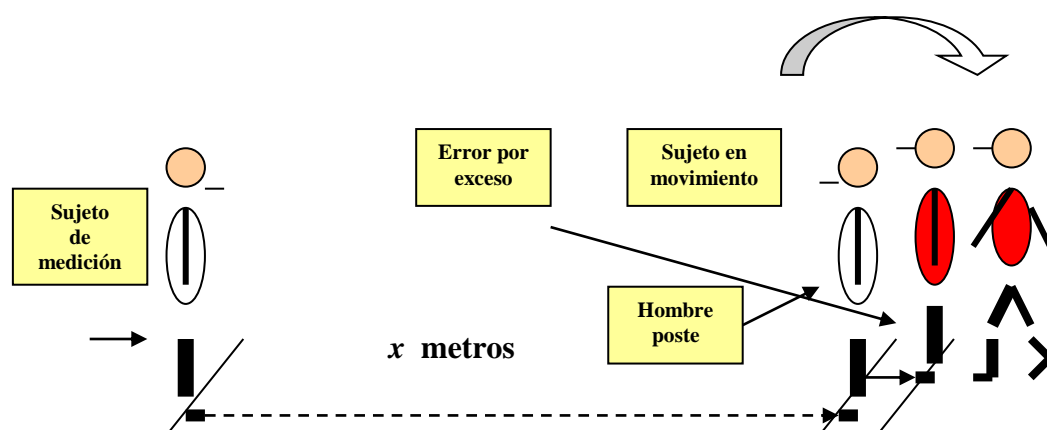 Error por
exceso
Sujeto en
movimiento
Sujeto
de
medición
Hombre
poste
x metros